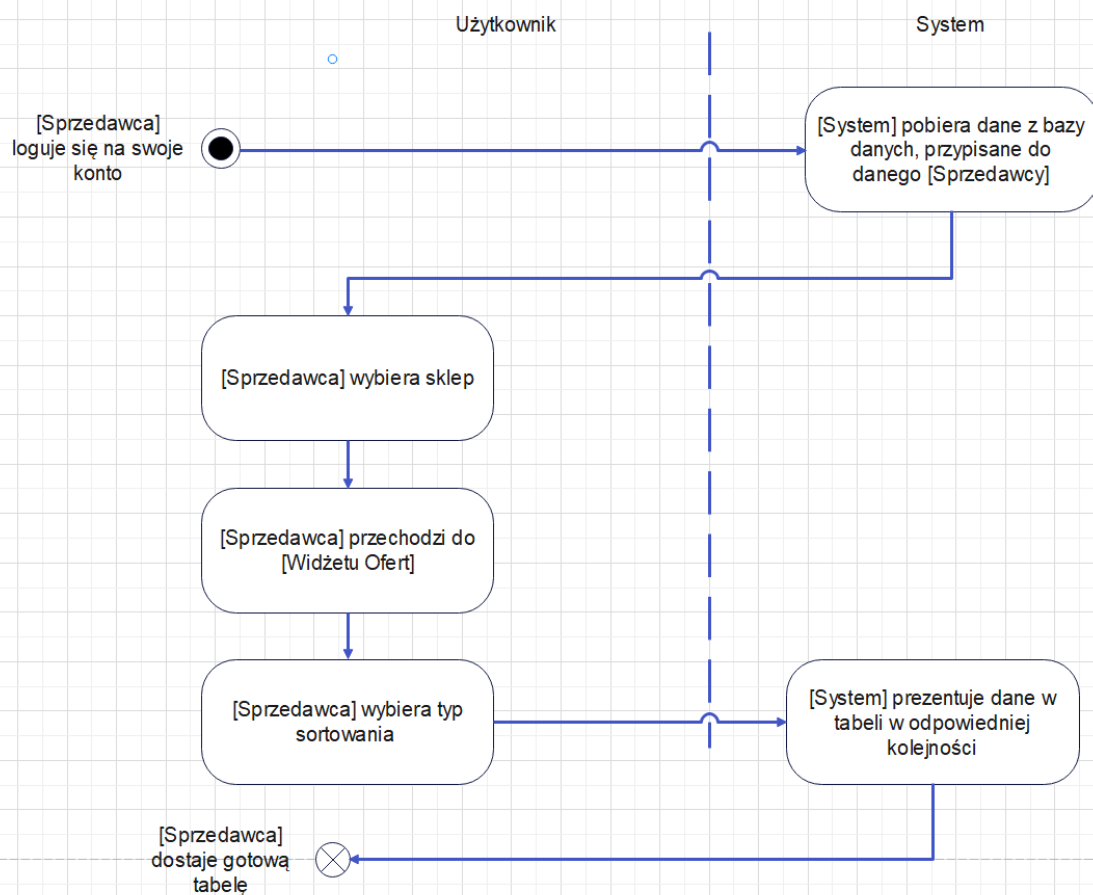 Użytkownik
System
[Sprzedawca]
loguje się na swoje
konto
[System] pobiera dane z bazy
danych, przypisane do
danego [Sprzedawcy]
[Sprzedawca] wybiera sklep
[Sprzedawca] przechodzi do
[Widżetu Ofert]
[Sprzedawca] wybiera typ
sortowania
[System] prezentuje dane w
tabeli w odpowiedniej
kolejności
[Sprzedawca]
dostaje gotową
tabelę